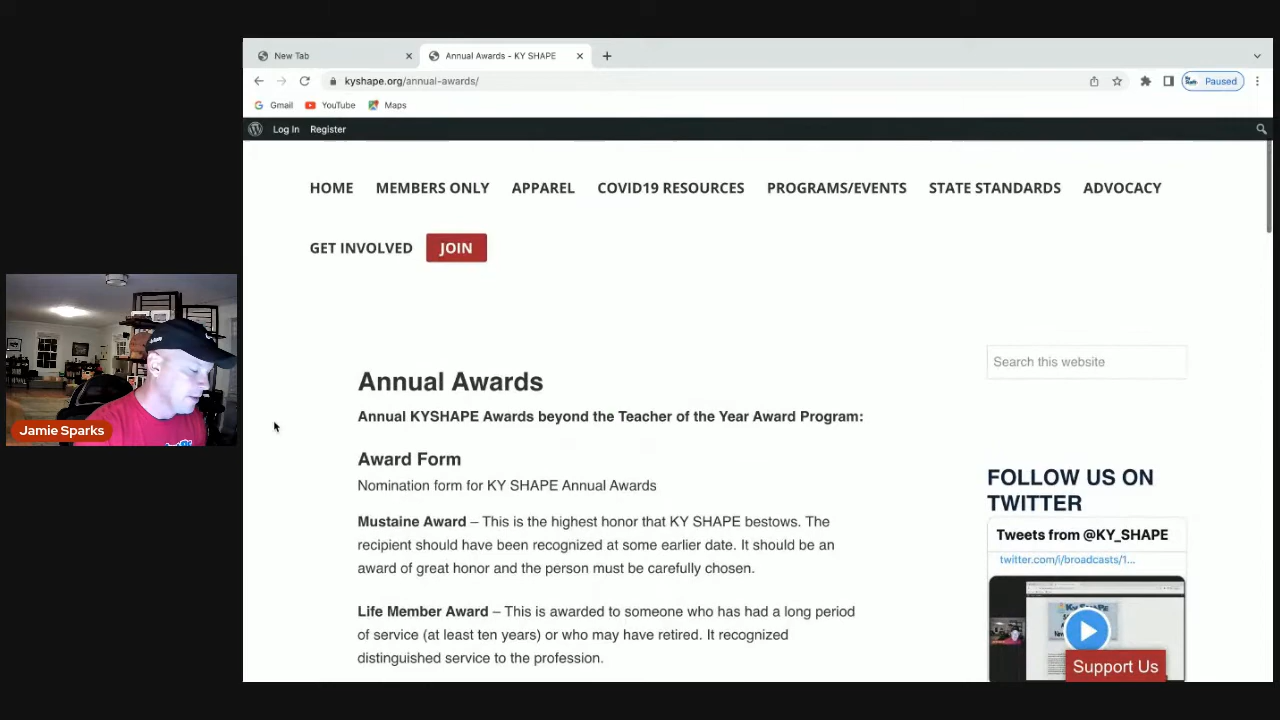 New Tab
Annual Awards - KY SHAPE
kyshape.org/annual-awards/
Paused
Gmail
YouTube
Maps
Log In
Register
HOME
MEMBERS ONLY
APPAREL
COVID19 RESOURCES
PROGRAMS/EVENTS
STATE STANDARDS
ADVOCACY
GET INVOLVED
JOIN
Jamie Sparks
Annual Awards
Annual KYSHAPE Awards beyond the Teacher of the Year Award Program:
Award Form
Nomination form for KY SHAPE Annual Awards
Mustaine Award – This is the highest honor that KY SHAPE bestows. The
recipient should have been recognized at some earlier date. It should be an
award of great honor and the person must be carefully chosen.
Life Member Award – This is awarded to someone who has had a long period
of service (at least ten years) or who may have retired. It recognized
distinguished service to the profession.
Search this website
FOLLOW US ON
TWITTER
Tweets from @KY_SHAPE
twitter.com/i/broadcasts/1...
Support Us